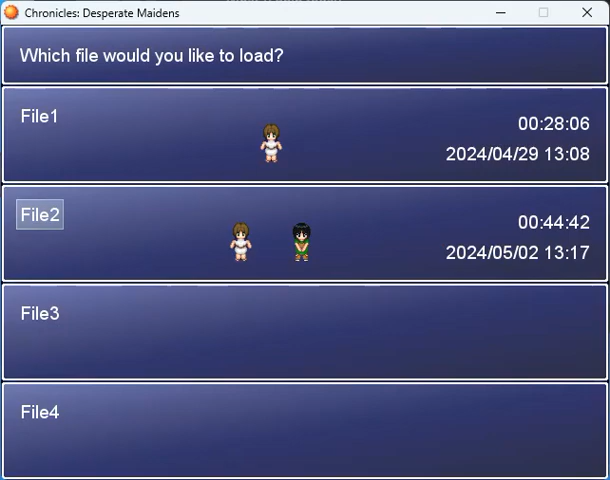 Chronicles: Desperate Maidens
Which file would you like to load?
File1
00:28:06
2024/04/29 13:08
File2
00:44:42
2024/05/02 13:17
File3
File4